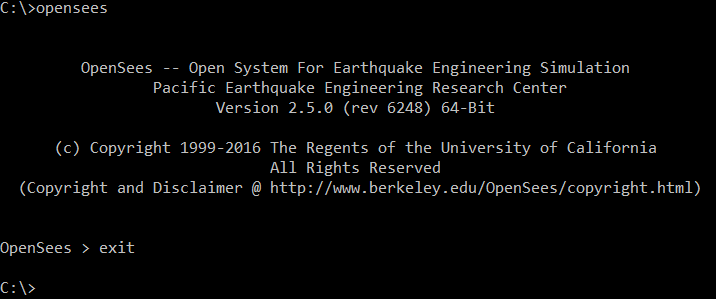 C:\>opensees
OpenSees -- Open System For Earthquake Engineering Simulation
Pacific Earthquake Engineering Research Center
Version 2.5.0 (rev 6248) 64-Bit
(c) Copyright 1999-2016 The Regents of the University of California
All Rights Reserved
(Copyright and Disclaimer @ http://www.berkeley.edu/OpenSees/copyright.html)
OpenSees > exit
C:\>